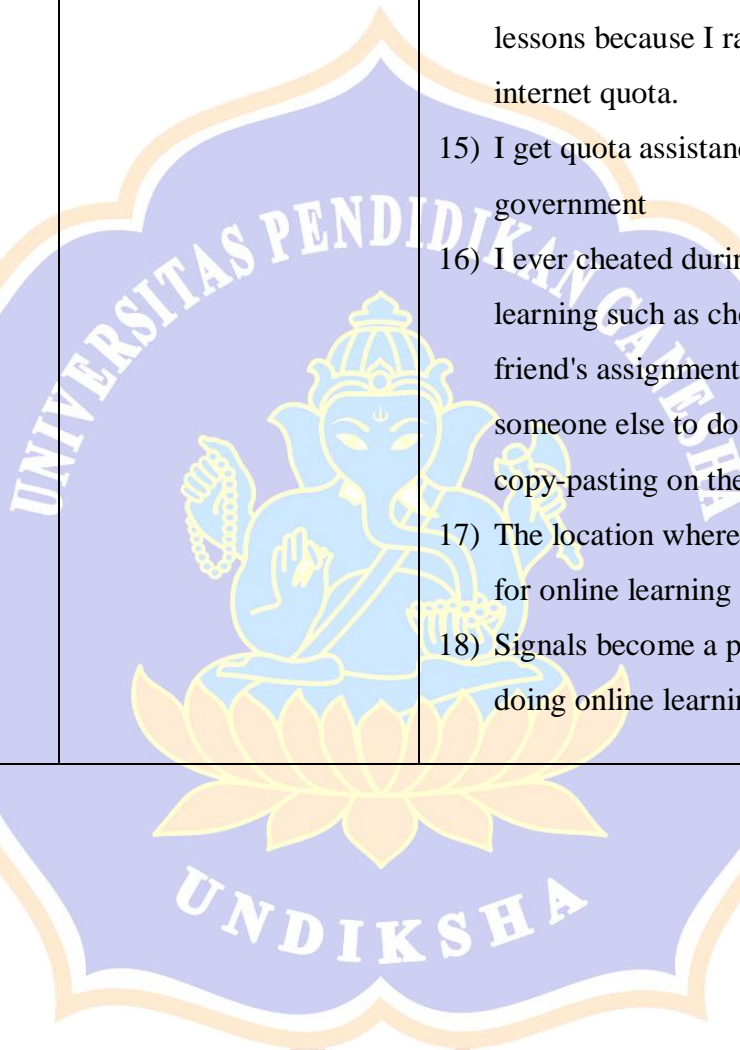 lessons because I ra
internet quota.
15) I get quota assistanc
government
16) I ever cheated durin
learning such as che
friend's assignment
someone else to do
copy-pasting on the
17) The location where
for online learning
18) Signals become a p
doing online learnin
UNIVERSITAS PENDIDIKAN GANESHA
UNDIKSHA